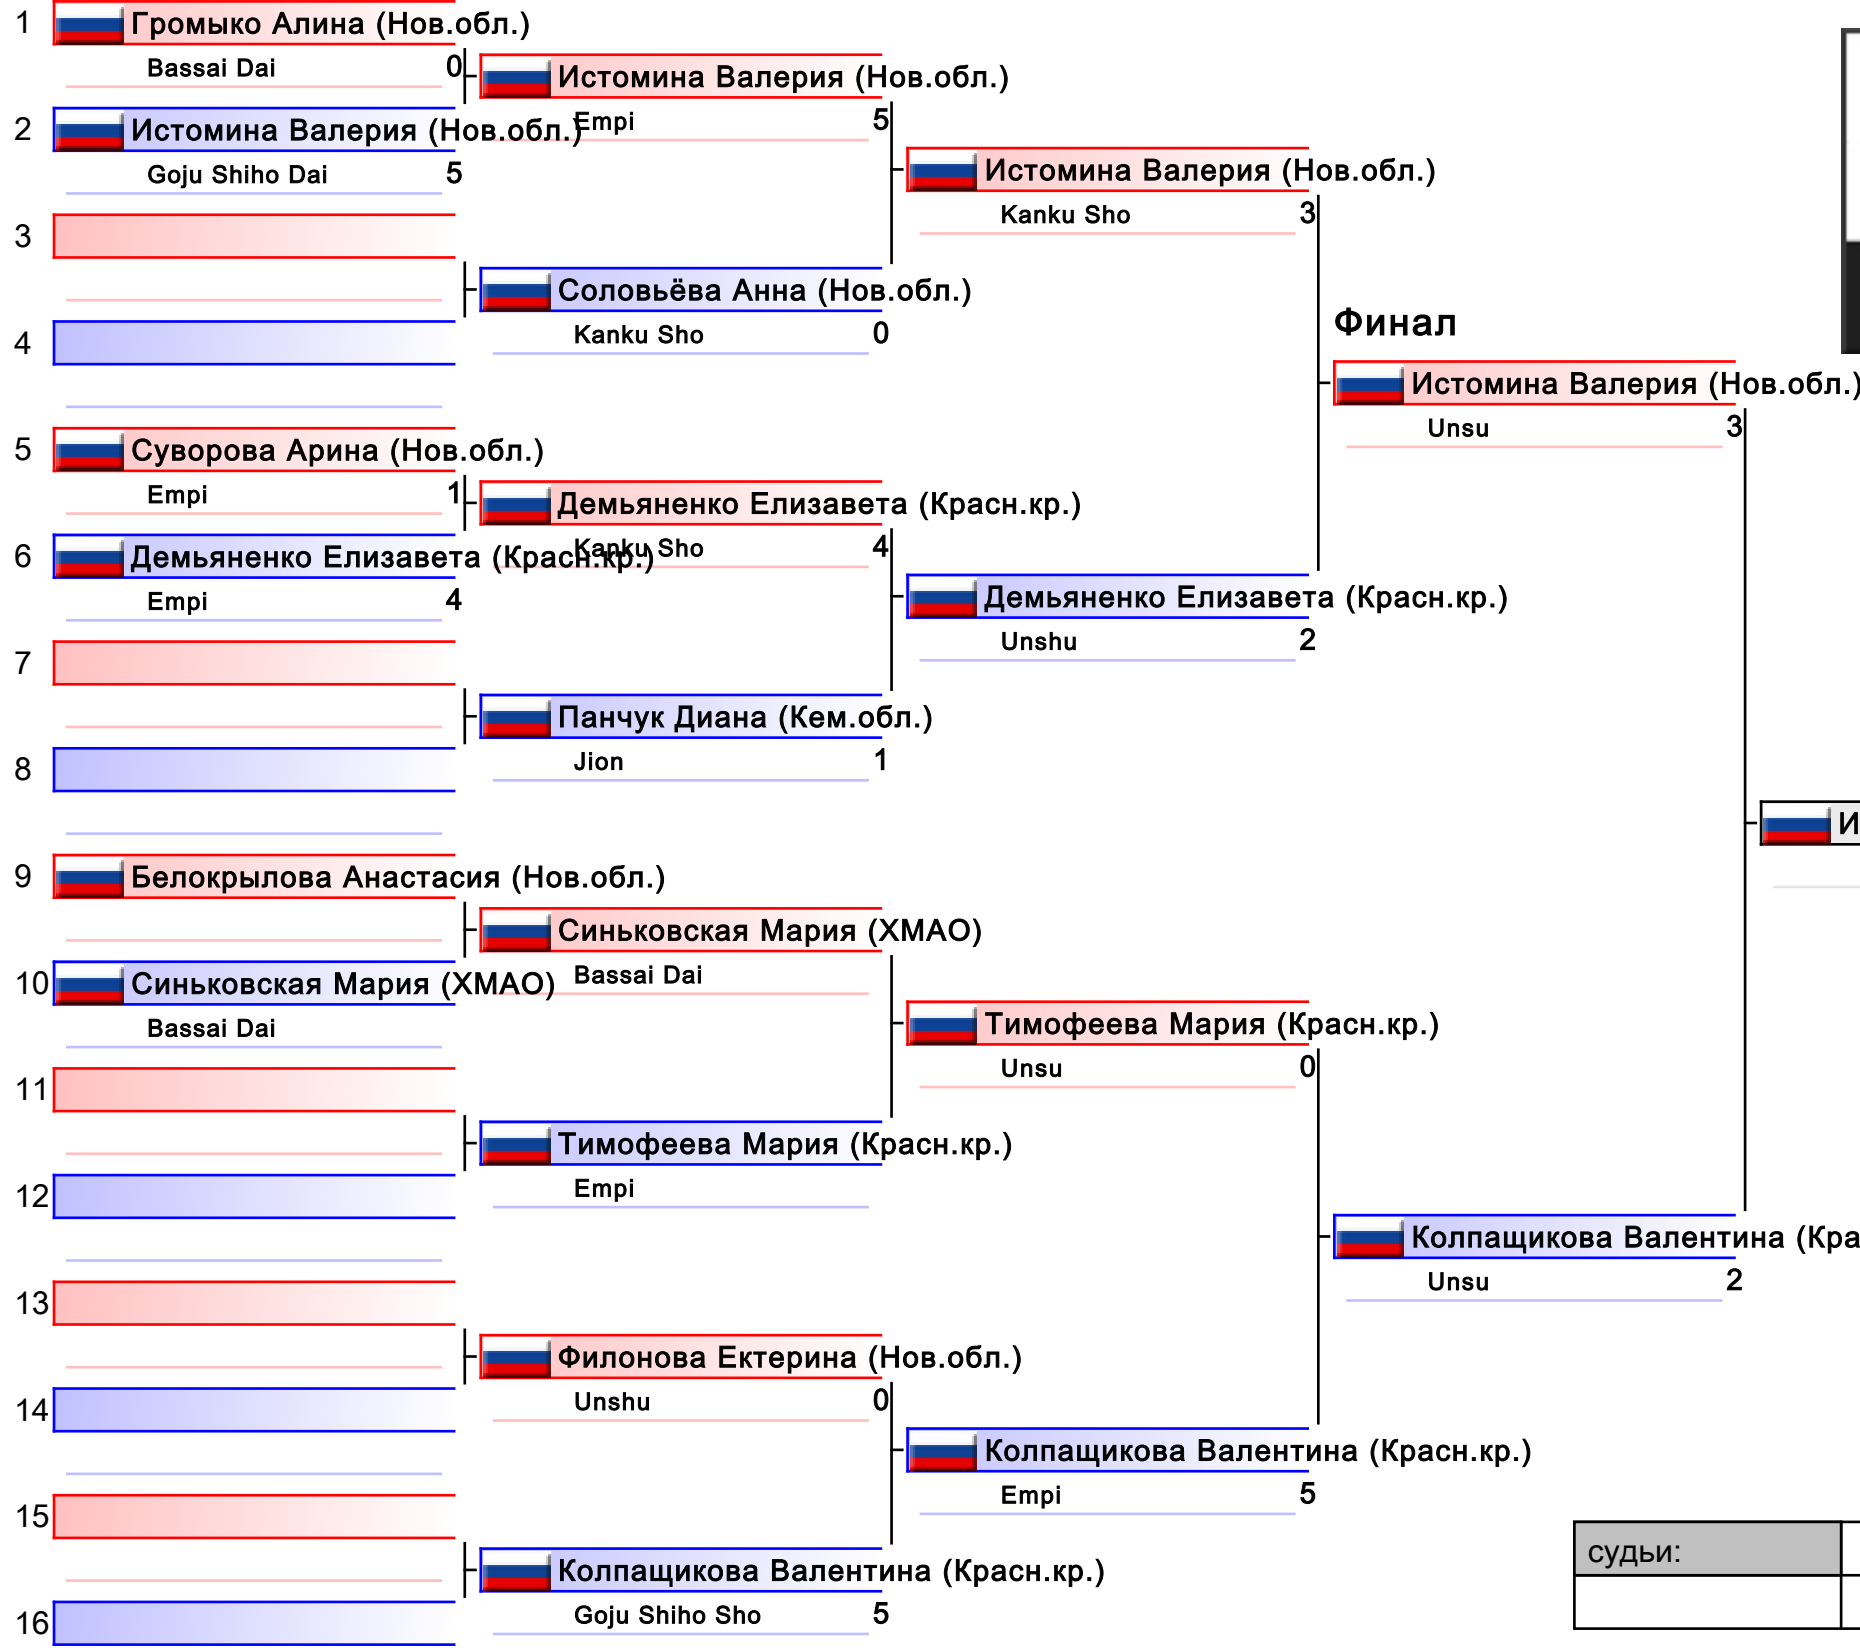 1
Громыко Алина (Нов.обл.)
Bassai Dai 0
2
Истомина Валерия (Нов.обл.)
Goju Shiho Dai 5
3
4
5
Суворова Арина (Нов.обл.)
Empi 1
6
Демьяненко Елизавета (Красн.кр.)
Empi 4
7
8
9
Белокрылова Анастасия (Нов.обл.)
10
Синьковская Мария (ХМАО)
Bassai Dai
11
12
13
14
15
16
Истомина Валерия (Нов.обл.)
Empi 5
Соловьёва Анна (Нов.обл.)
Kanku Sho 0
Демьяненко Елизавета (Красн.кр.)
Kanku Sho 4
Панчук Диана (Кем.обл.)
Jion 1
Синьковская Мария (ХМАО)
Bassai Dai
Тимофеева Мария (Красн.кр.)
Empi
Филонова Ектерина (Нов.обл.)
Unshu 0
Колпащикова Валентина (Красн.кр.)
Goju Shiho Sho 5
Истомина Валерия (Нов.обл.)
Kanku Sho 3
Демьяненко Елизавета (Красн.кр.)
Unshu 2
Тимофеева Мария (Красн.кр.)
Unsu 0
Колпащикова Валентина (Красн.кр.)
Empi 5
Финал
Истомина Валерия (Нов.обл.)
Unsu 3
Колпащикова Валентина (Кра
Unsu 2
И
судьи: